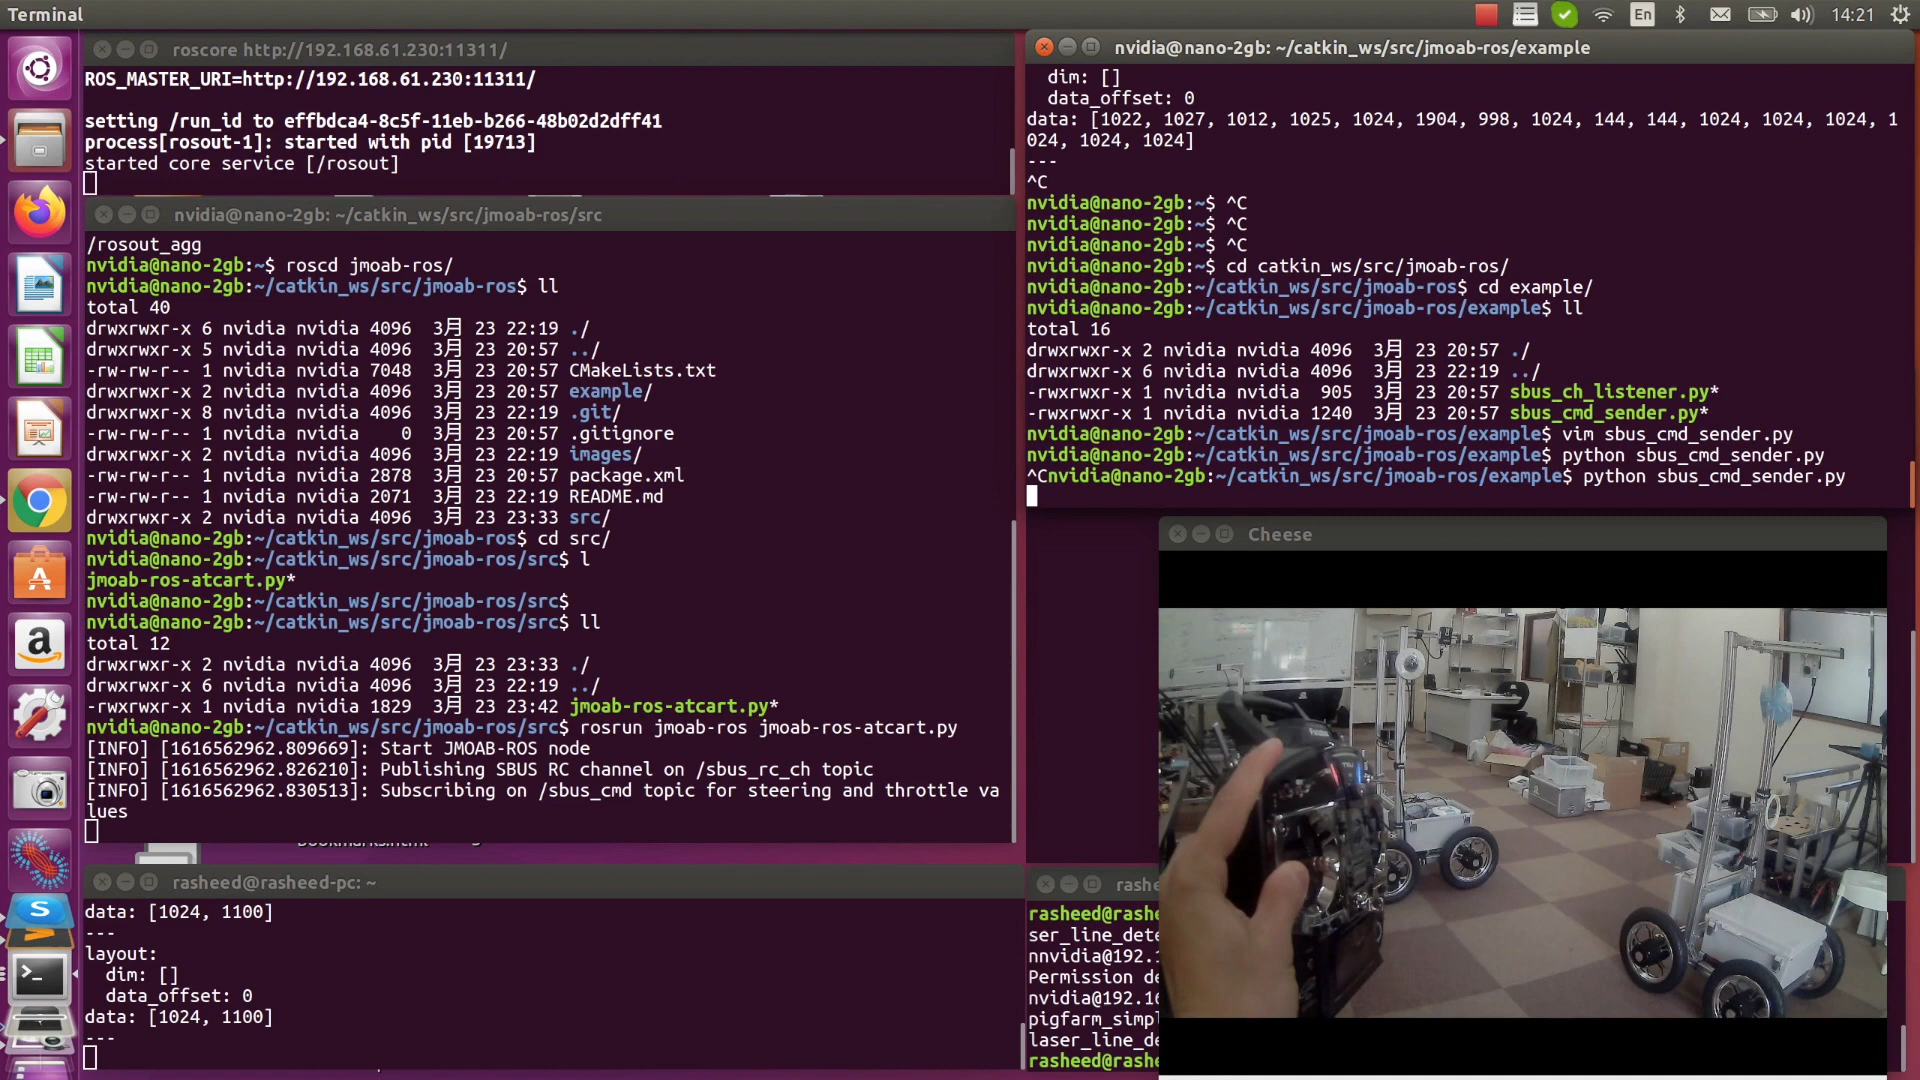 Terminal
En
14:21
roscore http://192.168.61.230:11311/
ROS_MASTER_URI=http://192.168.61.230:11311/
setting /run_id to effbdca4-8c5f-11eb-b266-48b02d2dff41
process[rosout-1]: started with pid [19713]
started core service [/rosout]
nvidia@nano-2gb: ~/catkin_ws/src/jmoab-ros/src
/rosout_agg
nvidia@nano-2gb:~$ roscd jmoab-ros/
nvidia@nano-2gb:~/catkin_ws/src/jmoab-ros$ ll
total 40
drwxrwxr-x 6 nvidia nvidia 4096  3月 23 22:19 ./
drwxrwxr-x 5 nvidia nvidia 4096  3月 23 20:57 ../
-rw-rw-r-- 1 nvidia nvidia 7048  3月 23 20:57 CMakeLists.txt
drwxrwxr-x 2 nvidia nvidia 4096  3月 23 20:57 example/
drwxrwxr-x 8 nvidia nvidia 4096  3月 23 22:19 .git/
-rw-rw-r-- 1 nvidia nvidia    0  3月 23 20:57 .gitignore
drwxrwxr-x 2 nvidia nvidia 4096  3月 23 22:19 images/
-rw-rw-r-- 1 nvidia nvidia 2878  3月 23 20:57 package.xml
-rw-rw-r-- 1 nvidia nvidia 2071  3月 23 22:19 README.md
drwxrwxr-x 2 nvidia nvidia 4096  3月 23 23:33 src/
nvidia@nano-2gb:~/catkin_ws/src/jmoab-ros$ cd src/
nvidia@nano-2gb:~/catkin_ws/src/jmoab-ros/src$ l
jmoab-ros-atcart.py*
nvidia@nano-2gb:~/catkin_ws/src/jmoab-ros/src$
nvidia@nano-2gb:~/catkin_ws/src/jmoab-ros/src$ ll
total 12
drwxrwxr-x 2 nvidia nvidia 4096  3月 23 23:33 ./
drwxrwxr-x 6 nvidia nvidia 4096  3月 23 22:19 ../
-rwxrwxr-x 1 nvidia nvidia 1829  3月 23 23:42 jmoab-ros-atcart.py*
nvidia@nano-2gb:~/catkin_ws/src/jmoab-ros/src$ rosrun jmoab-ros jmoab-ros-atcart.py
[INFO] [1616562962.809669]: Start JMOAB-ROS node
[INFO] [1616562962.826210]: Publishing SBUS RC channel on /sbus_rc_ch topic
[INFO] [1616562962.830513]: Subscribing on /sbus_cmd topic for steering and throttle va
lues
rasheed@rasheed-pc: ~
data: [1024, 1100]
---
layout:
  dim: []
  data_offset: 0
data: [1024, 1100]
---
nvidia@nano-2gb: ~/catkin_ws/src/jmoab-ros/example
  dim: []
  data_offset: 0
data: [1022, 1027, 1012, 1025, 1024, 1904, 998, 1024, 144, 144, 1024, 1024, 1024, 1
024, 1024, 1024]
---
^C
nvidia@nano-2gb:~$ ^C
nvidia@nano-2gb:~$ ^C
nvidia@nano-2gb:~$ ^C
nvidia@nano-2gb:~$ cd catkin_ws/src/jmoab-ros/
nvidia@nano-2gb:~/catkin_ws/src/jmoab-ros$ cd example/
nvidia@nano-2gb:~/catkin_ws/src/jmoab-ros/example$ ll
total 16
drwxrwxr-x 2 nvidia nvidia 4096  3月 23 20:57 ./
drwxrwxr-x 6 nvidia nvidia 4096  3月 23 22:19 ../
-rwxrwxr-x 1 nvidia nvidia  905  3月 23 20:57 sbus_ch_listener.py*
-rwxrwxr-x 1 nvidia nvidia 1240  3月 23 20:57 sbus_cmd_sender.py*
nvidia@nano-2gb:~/catkin_ws/src/jmoab-ros/example$ vim sbus_cmd_sender.py
nvidia@nano-2gb:~/catkin_ws/src/jmoab-ros/example$ python sbus_cmd_sender.py
^Cnvidia@nano-2gb:~/catkin_ws/src/jmoab-ros/example$ python sbus_cmd_sender.py
Cheese
rashe
rasheed@rashe
ser_line_dete
nnvidia@192.1
Permission de
nvidia@192.16
pigfarm_simpl
laser_line_de
rasheed@rashe